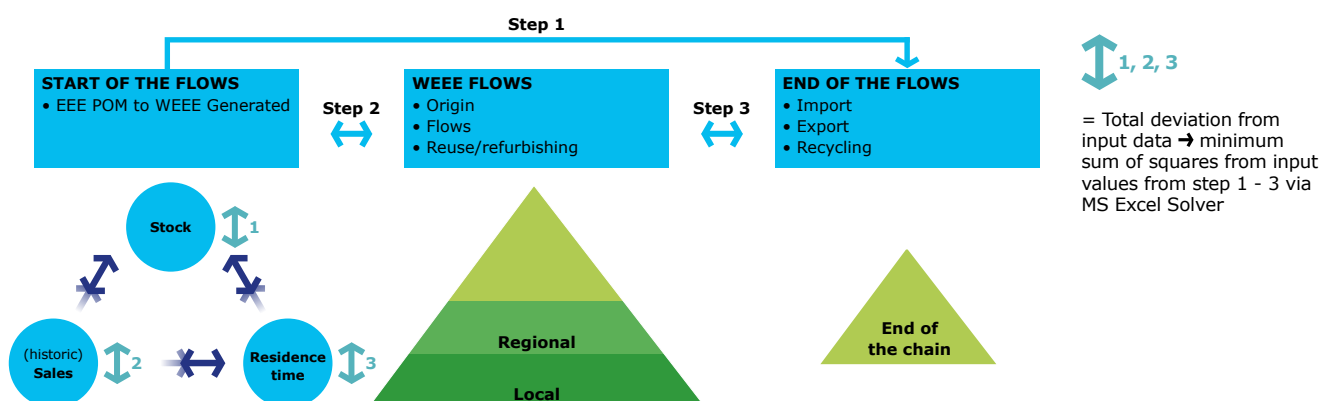 Step 1
START OF THE FLOWS
• EEE POM to WEEE Generated
Step 2
WEEE FLOWS
• Origin
• Flows
• Reuse/refurbishing
Step 3
END OF THE FLOWS
• Import
• Export
• Recycling
1, 2, 3
= Total deviation from
input data → minimum
sum of squares from input
values from step 1 - 3 via
MS Excel Solver
Stock
1
(historic)
Sales
2
Residence
time
3
Regional
Local
End of
the chain